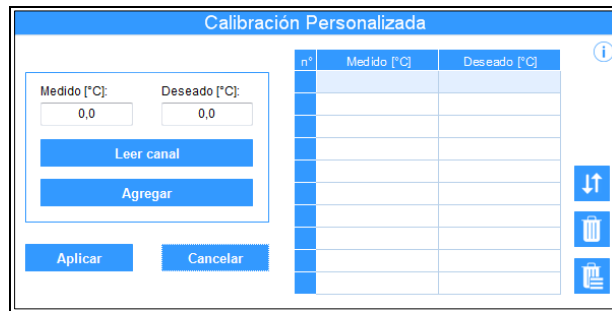 Calibración Personalizada
i
Medido [°C]: Deseado [°C]:
0,0 0,0
Leer canal
Agregar
Aplicar Cancelar
n° Medido [°C] Deseado [°C]